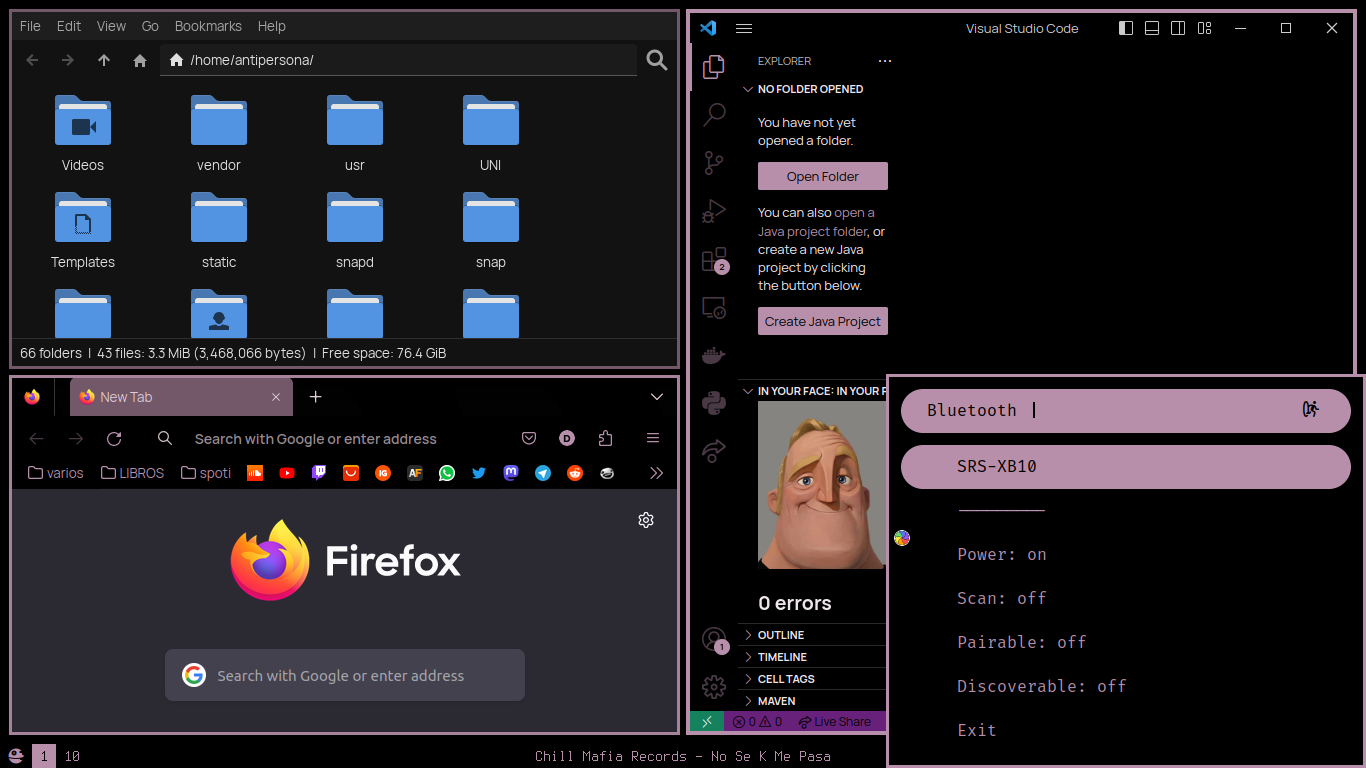 File Edit View Go Bookmarks Help
/home/antipersona/
Videos vendor usr UNI
Templates static snapd snap
66 folders | 43 files: 3.3 MiB (3,468,066 bytes) | Free space: 76.4 GiB
New Tab
Search with Google or enter address
D
varios LIBROS spoti
IG AF
Firefox
Search with Google or enter address
Visual Studio Code
EXPLORER
NO FOLDER OPENED
You have not yet
opened a folder.
Open Folder
You can also open a
Java project folder, or
create a new Java
project by clicking
the button below.
2
Create Java Project
IN YOUR FACE: IN YOUR F
0 errors
OUTLINE
1
TIMELINE
CELL TAGS
MAVEN
0 0 Live Share
Bluetooth
SRS-XB10
Power: on
Scan: off
Pairable: off
Discoverable: off
Exit
1 10 Chill Mafia Records - No Se K Me Pasa